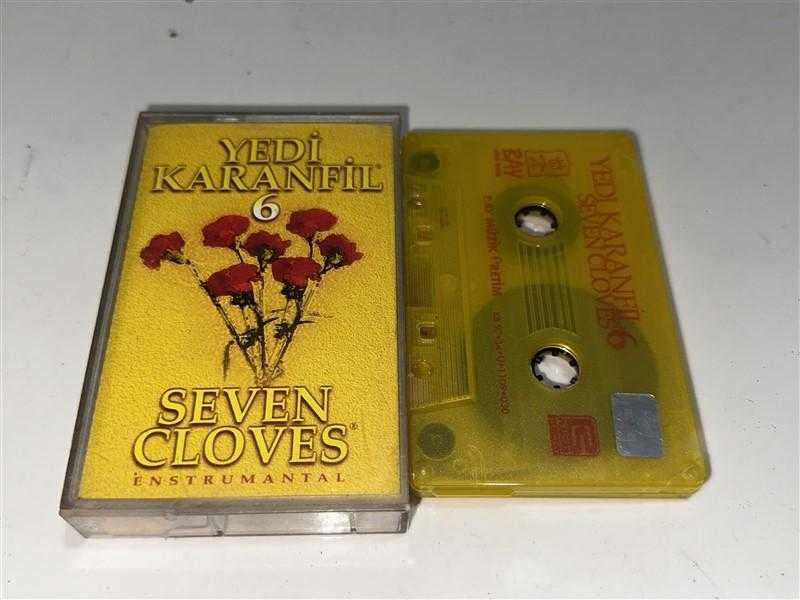 YEDİ
KARANFİL®
6
SEVEN
CLOVES®
ENSTRUMANTAL
YEDİ KARANFİL
SEVEN CLOVES 6